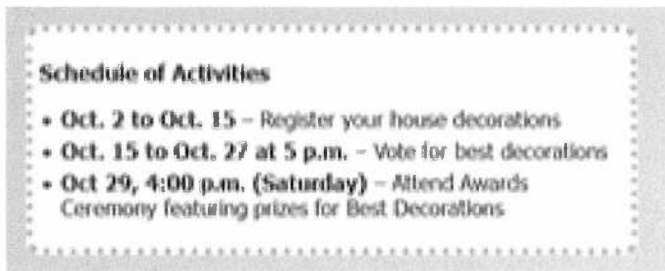 Schedule of Activities
• Oct. 2 to Oct. 15 – Register your house decorations
• Oct. 15 to Oct. 27 at 5 p.m. – Vote for best decorations
• Oct 29, 4:00 p.m. (Saturday) – Attend Awards
Ceremony featuring prizes for Best Decorations